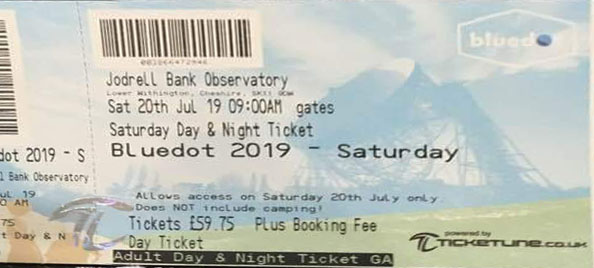 0036664?2946
Jodrell Bank Observatory
Lower Withington, Cheshire, SK11 9DW
Sat 20th Jul 19 09:00AM gates
Saturday Day & Night Ticket
Bluedot 2019 - Saturday
Allows access on Saturday 20th July only.
Does NOT include camping!
Tickets £59.75 Plus Booking Fee
Day Ticket
Adult Day & Night Ticket GA
bluedot
powered by
TICKETLINE.CO.UK
dot 2019 - S
l Bank Observatory
uL 19
0 AM
75
t Day & N